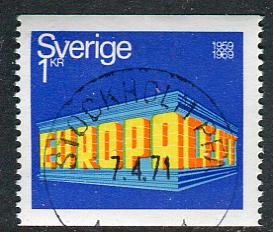 Sverige
1 KR
1959
1969
EUROPA CEPT
STOCKHOLM
7.4.71